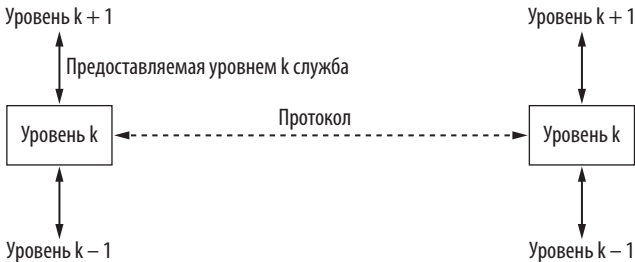 Уровень k + 1
Уровень k + 1
Предоставляемая уровнем k служба
Протокол
Уровень k
Уровень k
Уровень k – 1
Уровень k – 1